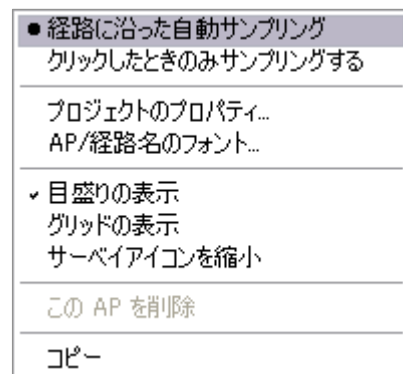 経路に沿った自動サンプリング
クリックしたときのみサンプリングする
プロジェクトのプロパティ...
AP/経路名のフォント...
目盛りの表示
グリッドの表示
サーベイアイコンを縮小
この AP を削除
コピー